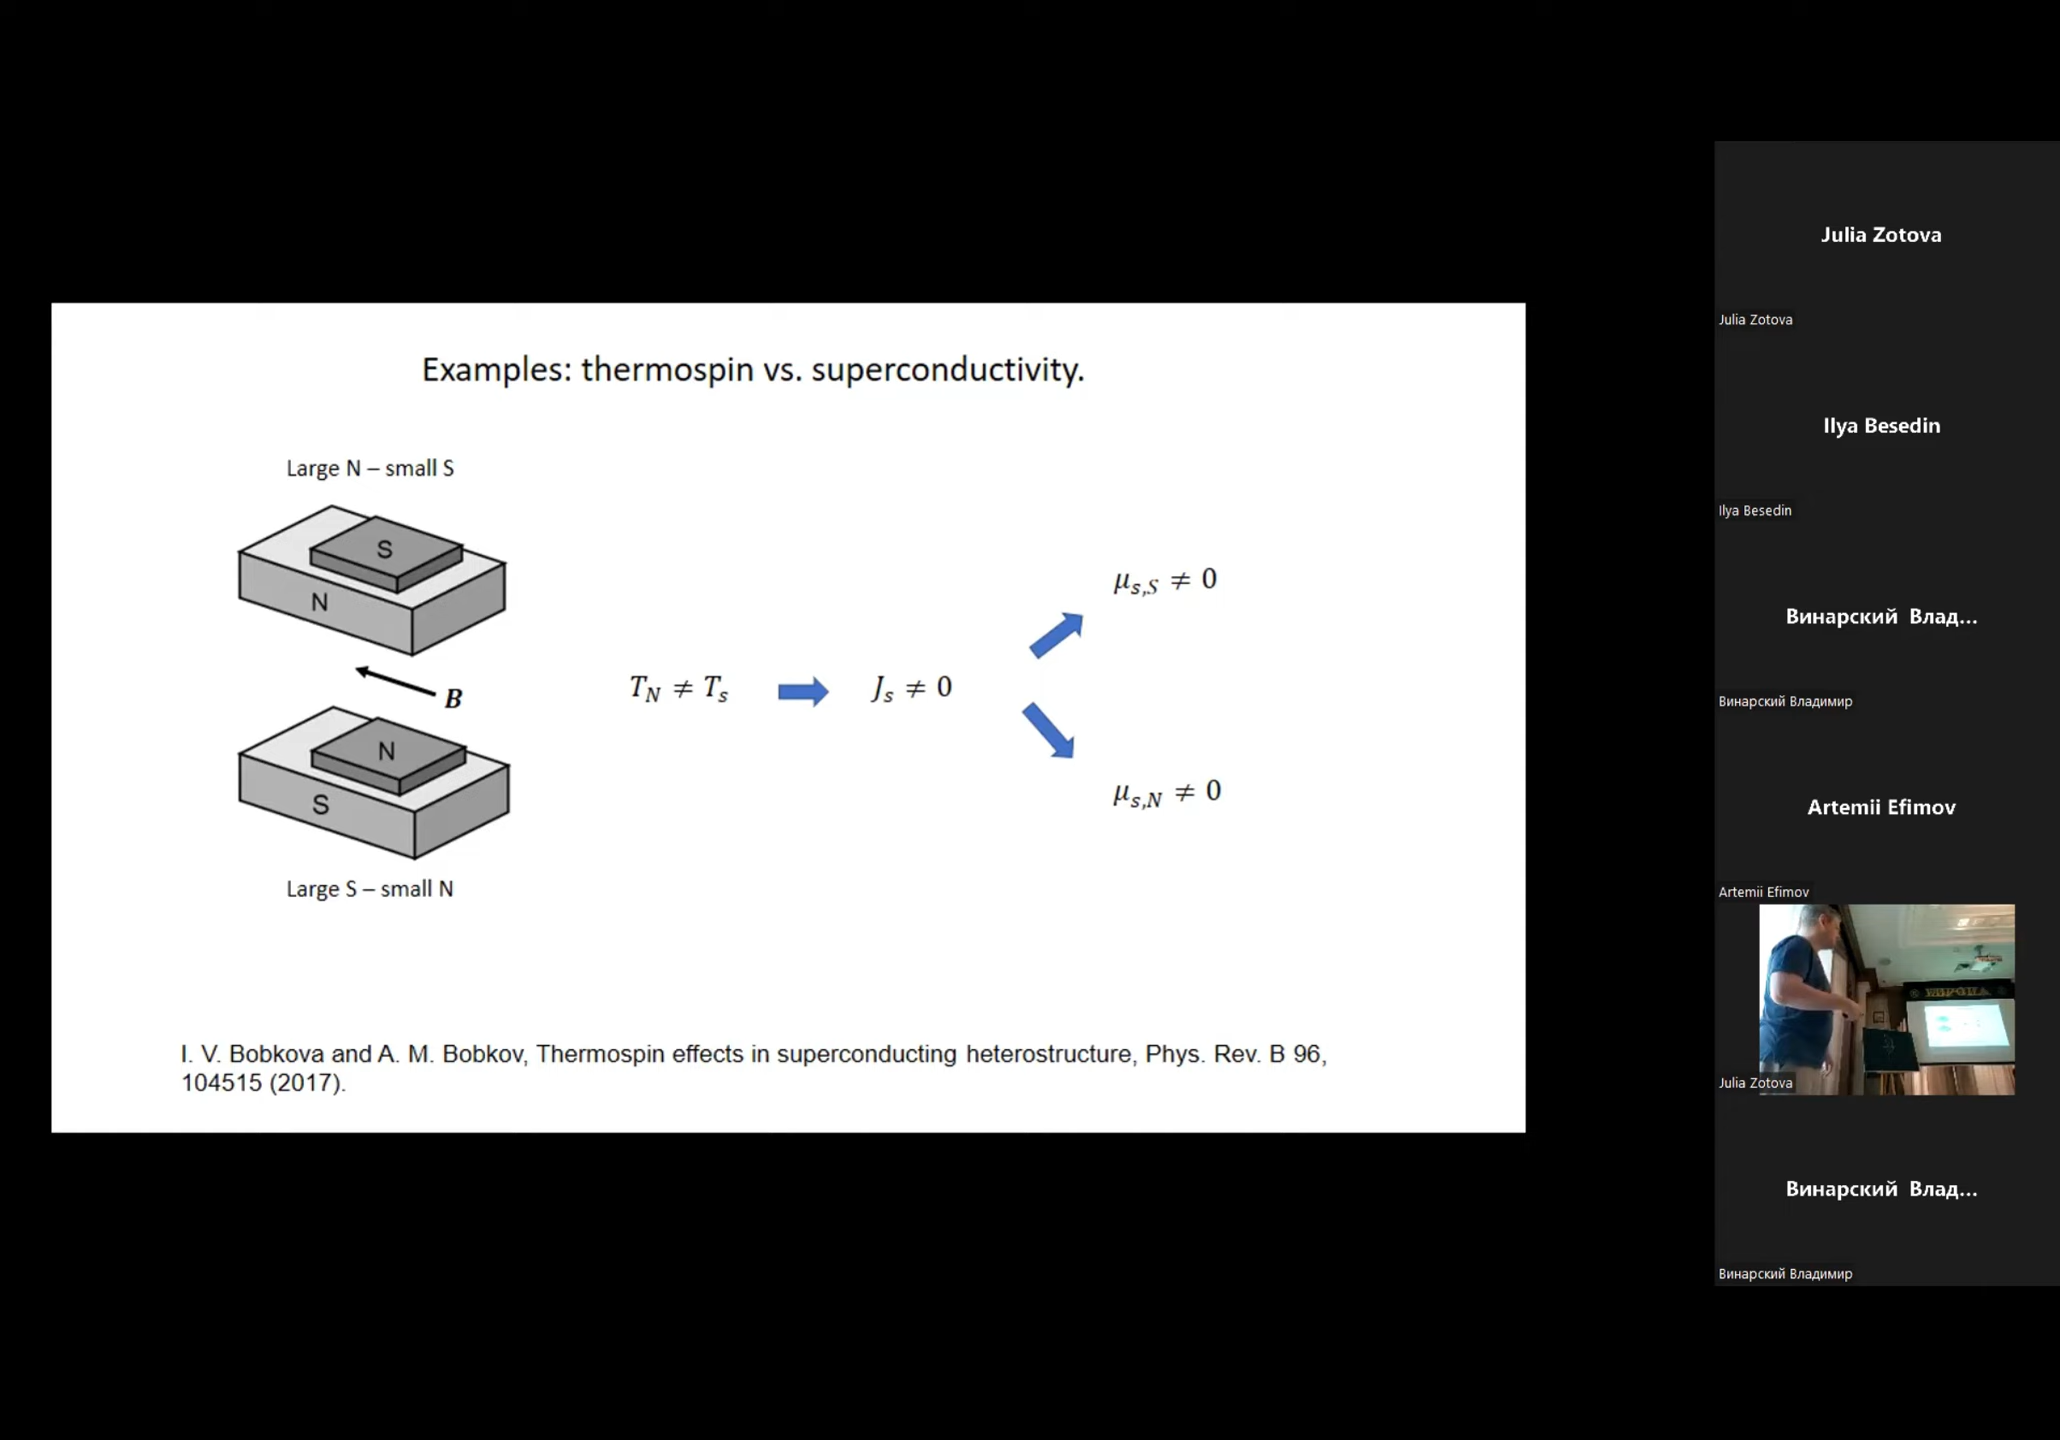 Examples: thermospin vs. superconductivity.
Large N – small S
S
N
B
N
S
Large S – small N
T_N ≠ T_s
J_s ≠ 0
μ_{s,S} ≠ 0
μ_{s,N} ≠ 0
I. V. Bobkova and A. M. Bobkov, Thermospin effects in superconducting heterostructure, Phys. Rev. B 96,
104515 (2017).
Julia Zotova
Julia Zotova
Ilya Besedin
Ilya Besedin
Винарский Влад...
Винарский Владимир
Artemii Efimov
Artemii Efimov
Julia Zotova
Винарский Влад...
Винарский Владимир